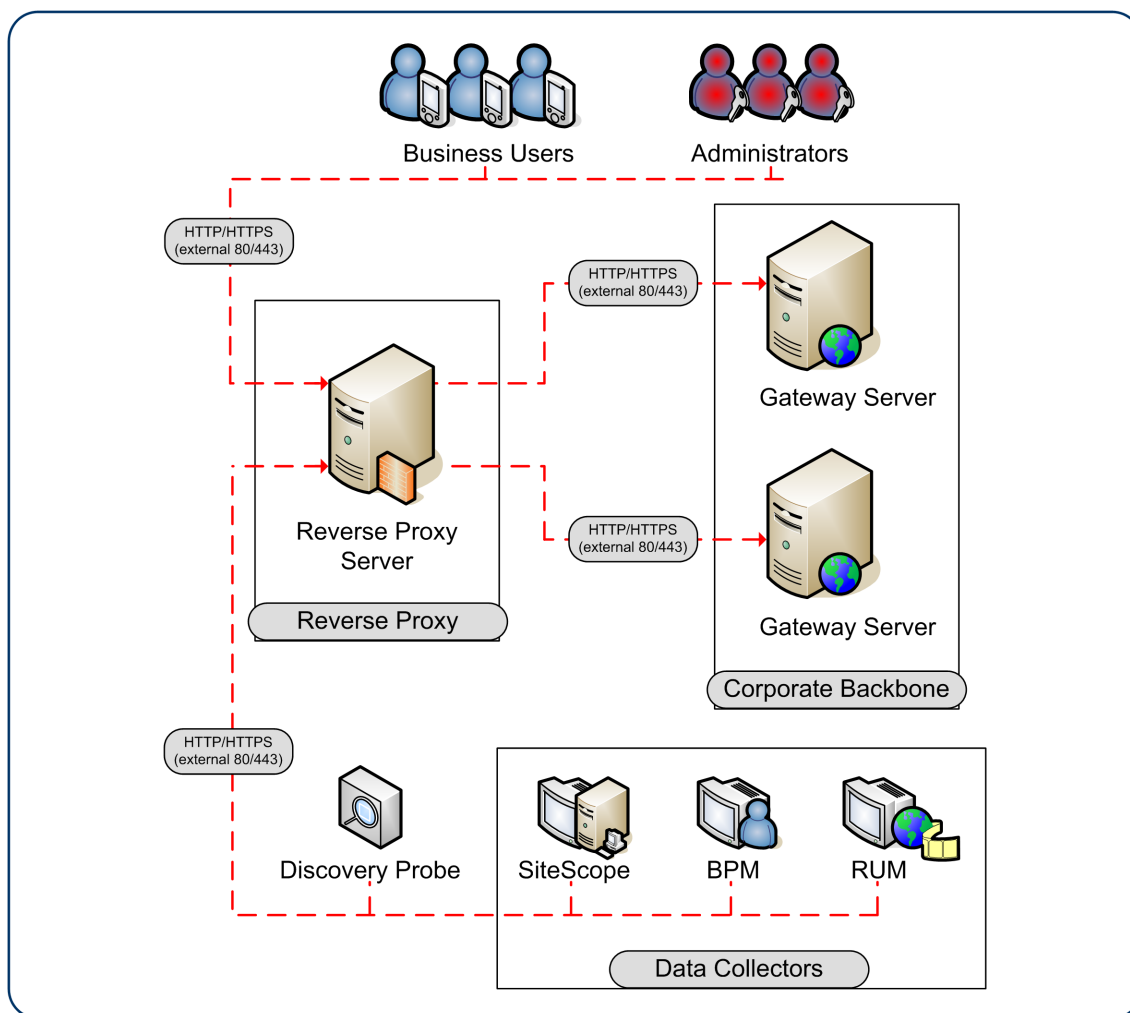 Business Users
Administrators
HTTP/HTTPS
(external 80/443)
HTTP/HTTPS
(external 80/443)
Gateway Server
Reverse Proxy
Server
HTTP/HTTPS
(external 80/443)
Reverse Proxy
Gateway Server
Corporate Backbone
HTTP/HTTPS
(external 80/443)
Discovery Probe
SiteScope
BPM
RUM
Data Collectors